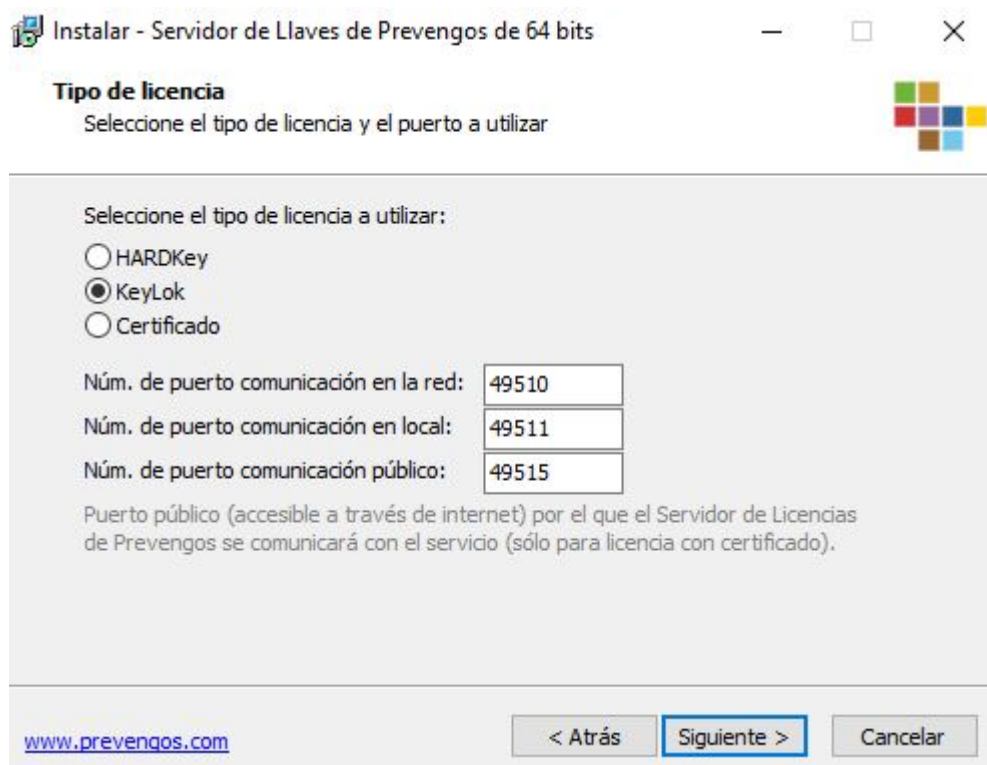 Instalar - Servidor de Llaves de Prevengos de 64 bits
Tipo de licencia
Seleccione el tipo de licencia y el puerto a utilizar
Seleccione el tipo de licencia a utilizar:
HARDKey
KeyLok
Certificado
Núm. de puerto comunicación en la red: 49510
Núm. de puerto comunicación en local: 49511
Núm. de puerto comunicación público: 49515
Puerto público (accesible a través de internet) por el que el Servidor de Licencias
de Prevengos se comunicará con el servicio (sólo para licencia con certificado).
www.prevengos.com < Atrás Siguiente > Cancelar